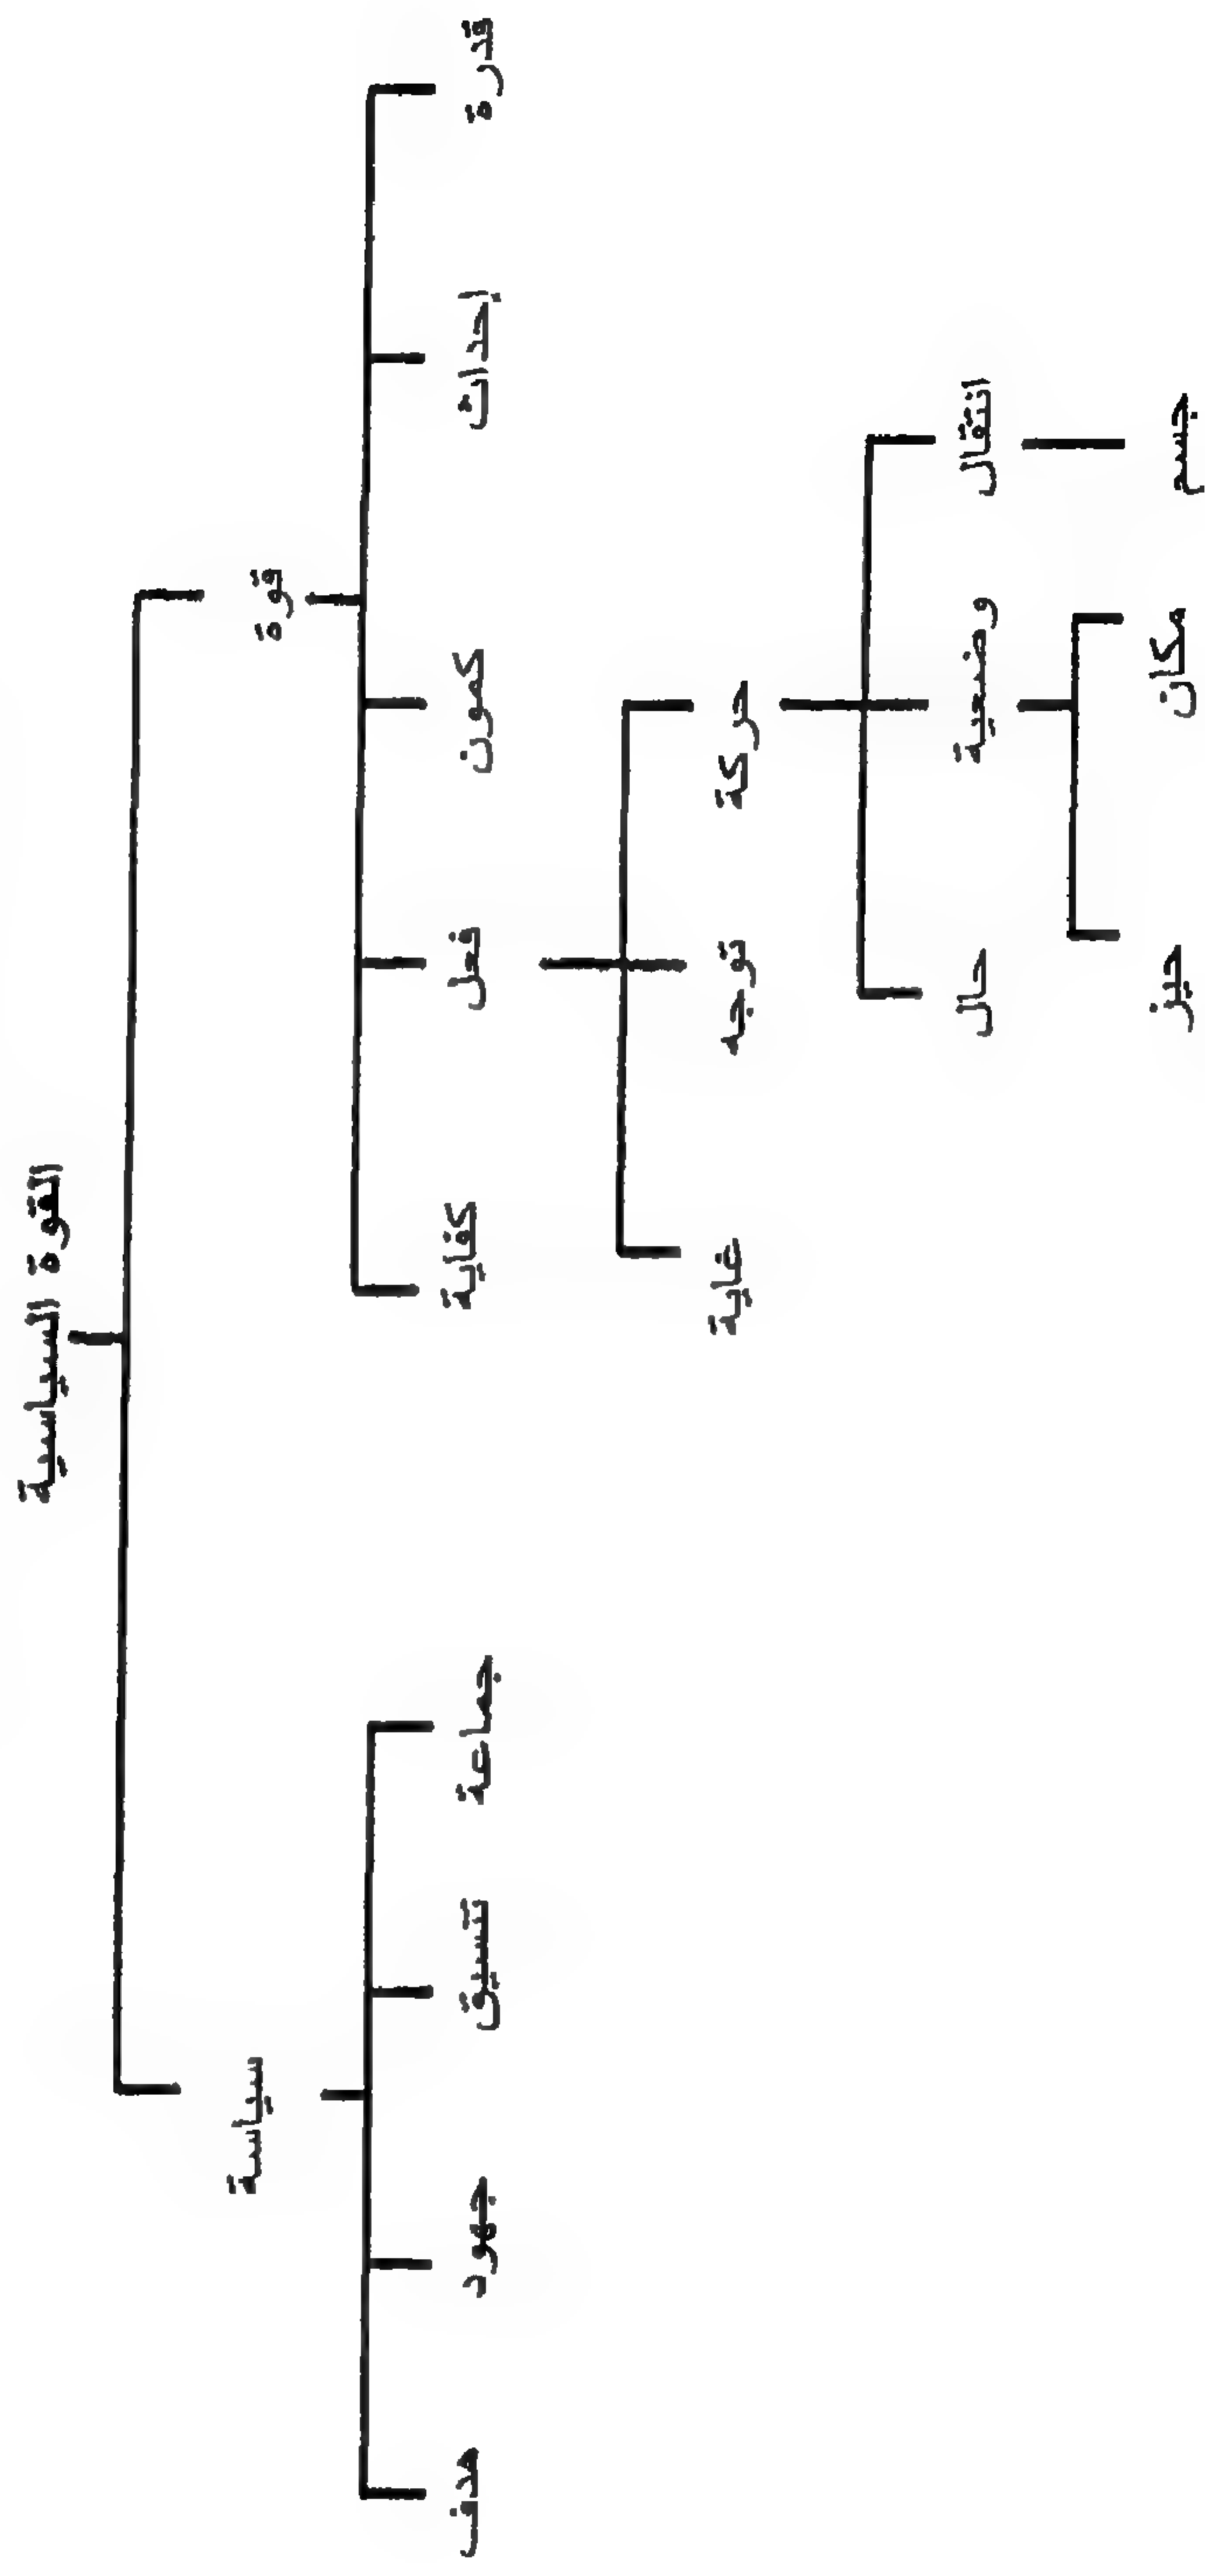 القوة السياسية
قوة
سياسة
قدرة
إحداث
كمون
فعل
كفاية
جماعة
تنسيق
جهود
هدف
حركة
توجه
غاية
انتقال
وضعية
حال
جسم
مكان
حيز